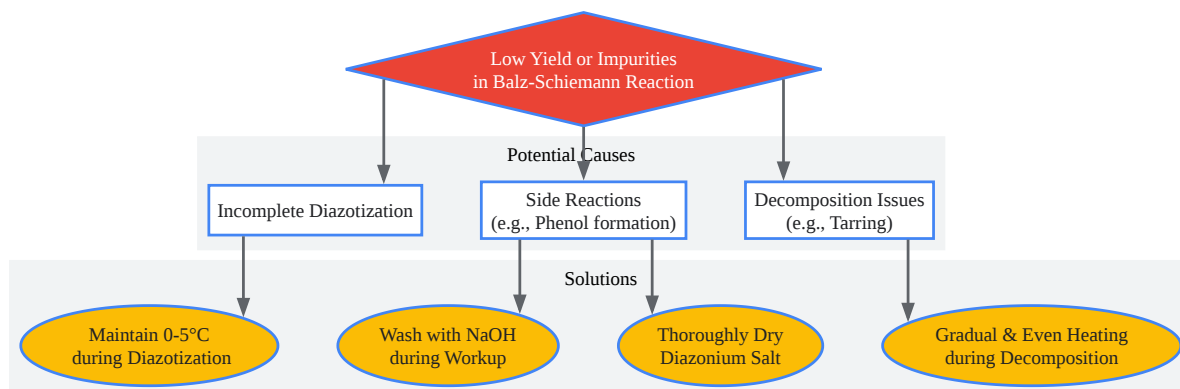 Low Yield or Impurities
in Balz-Schiemann Reaction
Potential Causes
Incomplete Diazotization
Side Reactions
(e.g., Phenol formation)
Decomposition Issues
(e.g., Tarring)
Solutions
Maintain 0-5°C
during Diazotization
Wash with NaOH
during Workup
Thoroughly Dry
Diazonium Salt
Gradual & Even Heating
during Decomposition